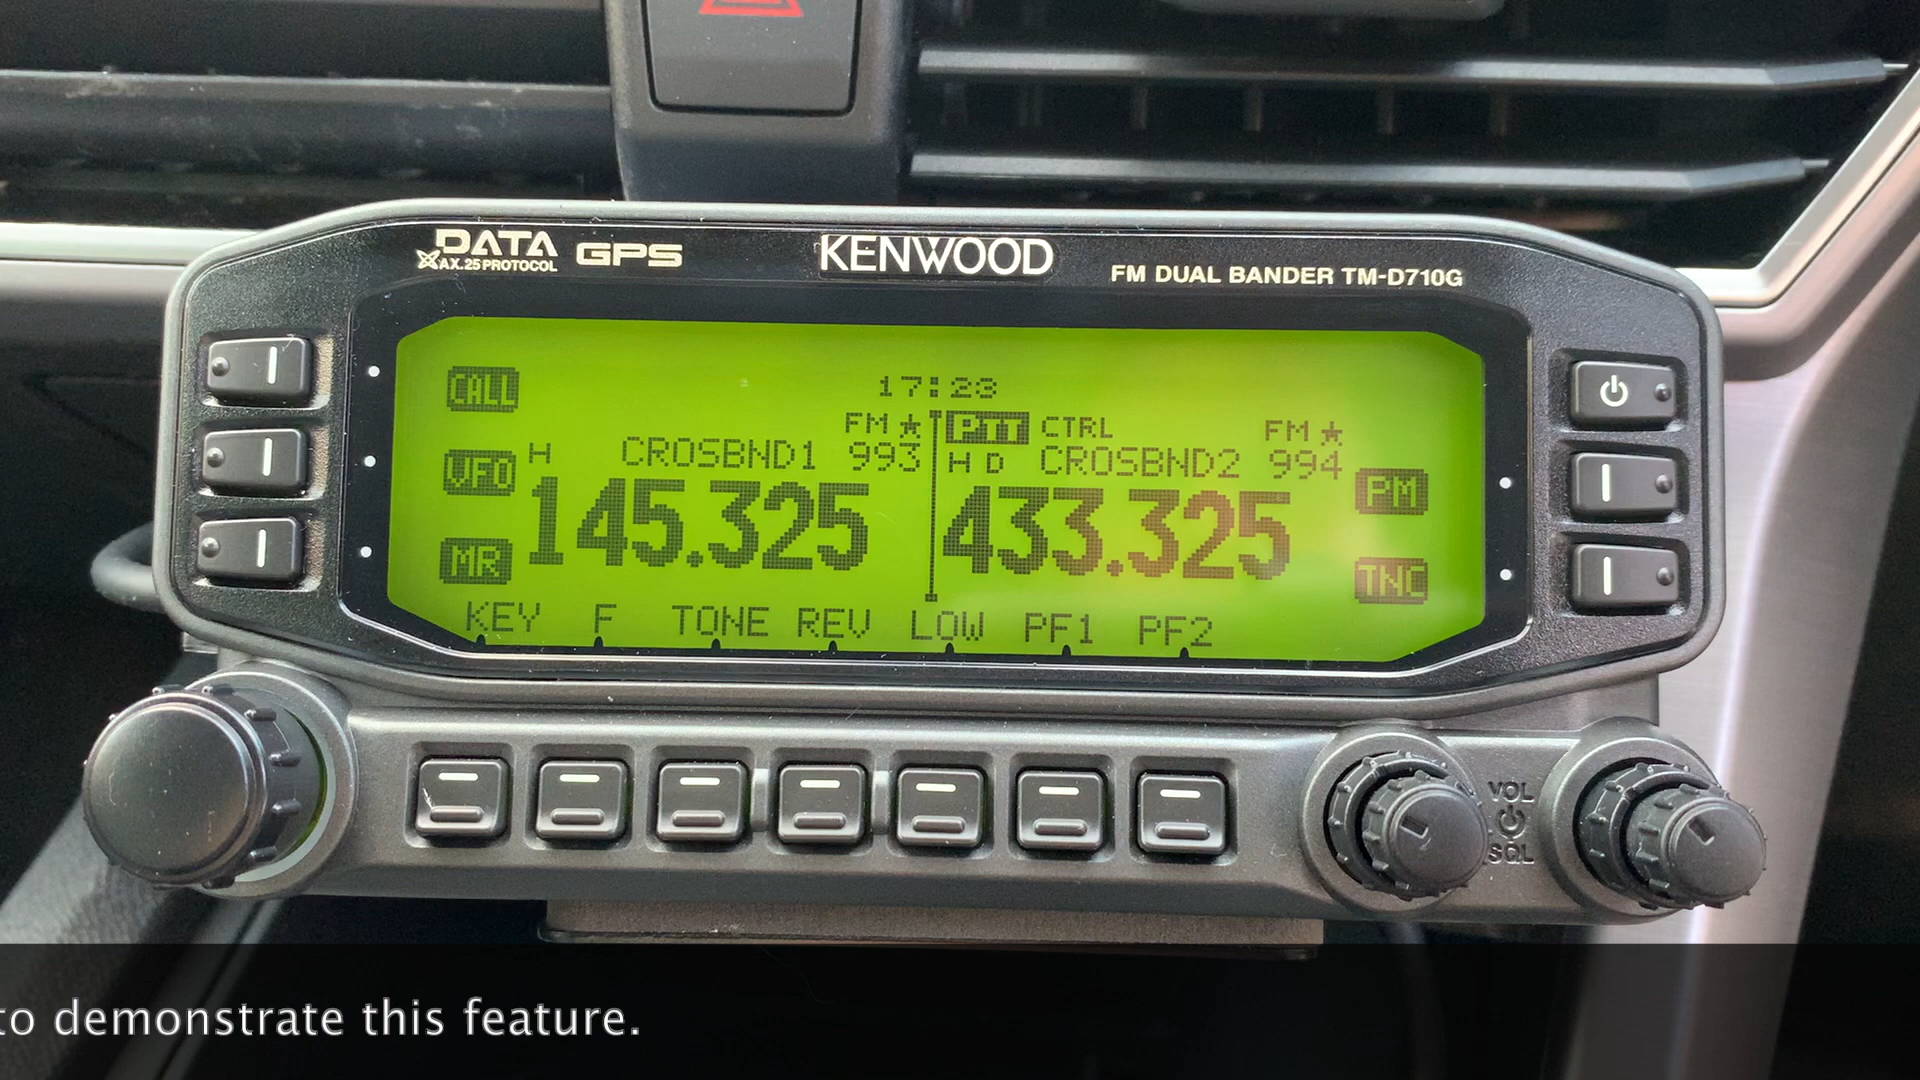 DATA
AX.25 PROTOCOL
GPS
KENWOOD
FM DUAL BANDER TM-D710G
17:23
CALL
FM★ PTT CTRL FM★
H CROSBND1 993 H D CROSBND2 994
VFO
PM
145.325 433.325
MR
TNC
KEY F TONE REV LOW PF1 PF2
VOL
SQL
to demonstrate this feature.